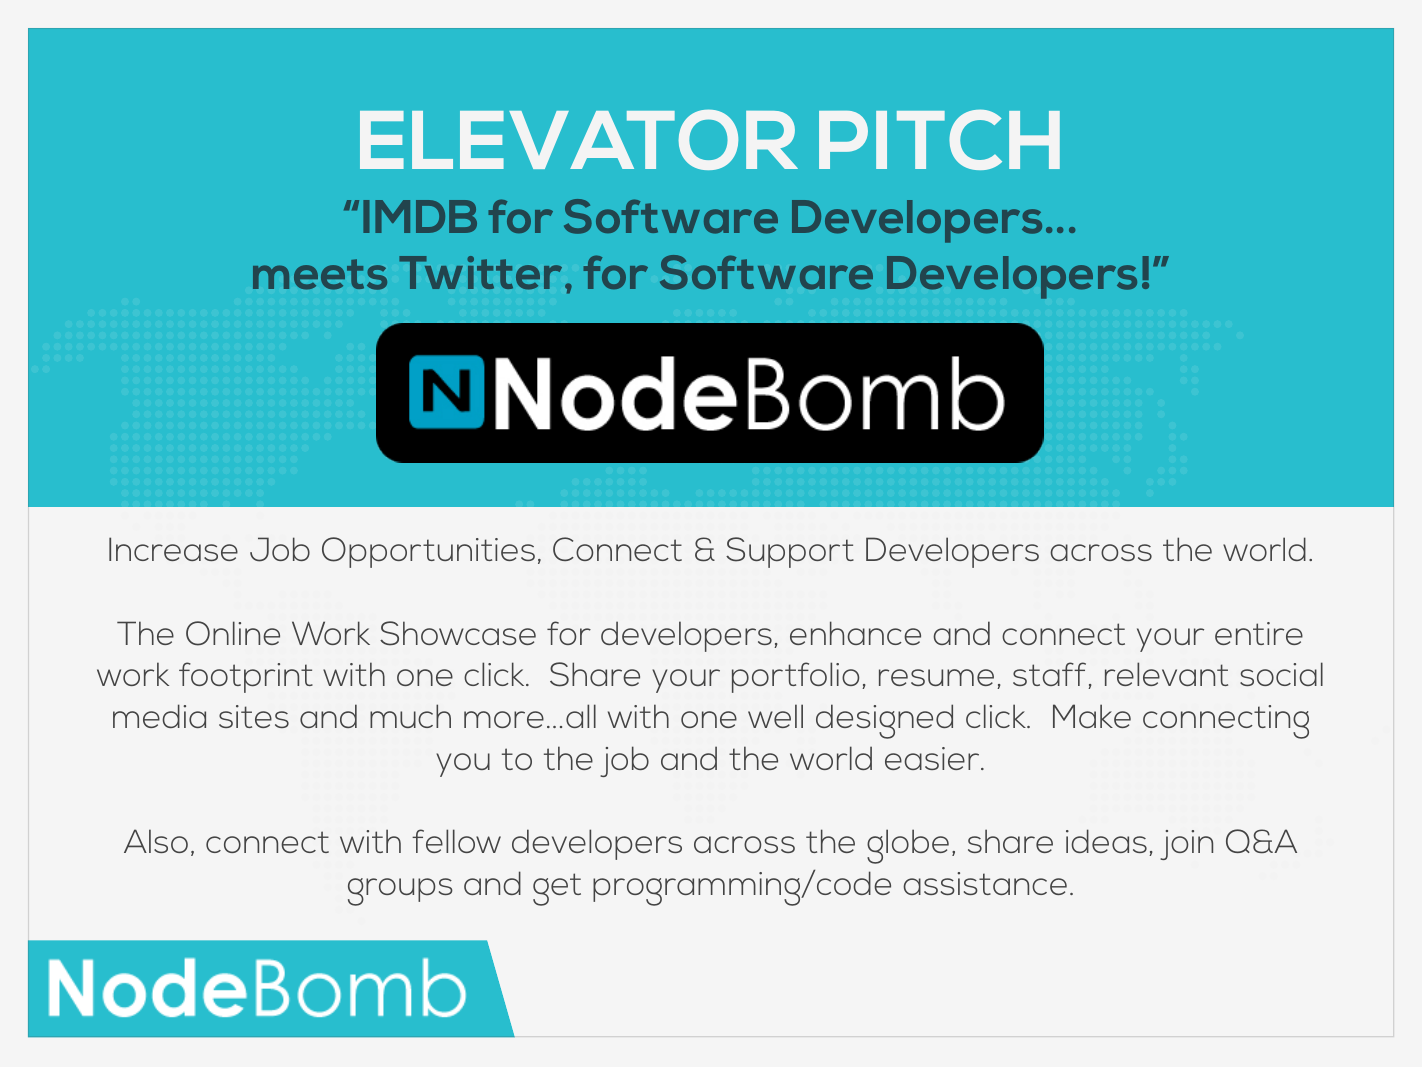 ELEVATOR PITCH
“IMDB for Software Developers...
meets Twitter, for Software Developers!”
N NodeBomb
Increase Job Opportunities, Connect & Support Developers across the world.
The Online Work Showcase for developers, enhance and connect your entire
work footprint with one click.  Share your portfolio, resume, staff, relevant social
media sites and much more...all with one well designed click.  Make connecting
you to the job and the world easier.
Also, connect with fellow developers across the globe, share ideas, join Q&A
groups and get programming/code assistance.
NodeBomb